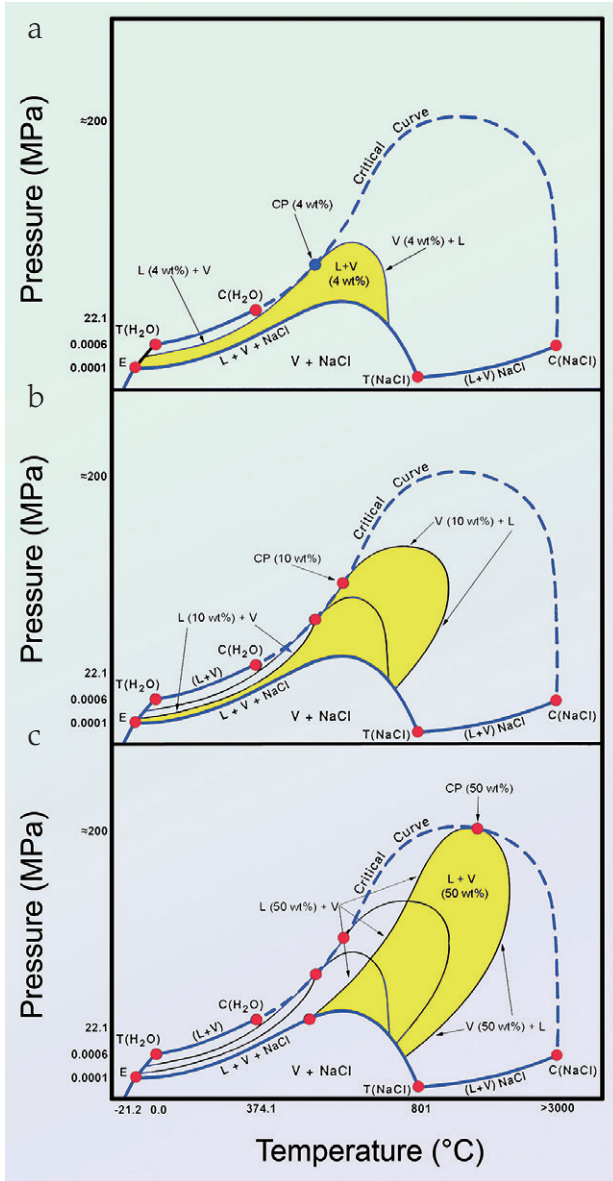 a
Pressure (MPa)
≈200
22.1
0.0006
0.0001
Critical
Curve
CP (4 wt%)
V (4 wt%) + L
L (4 wt%) + V
L+V
(4 wt%)
C(H₂O)
T(H₂O)
E
L + V + NaCl
V + NaCl
T(NaCl)
(L+V) NaCl
C(NaCl)
b
Pressure (MPa)
≈200
22.1
0.0006
0.0001
Critical
Curve
V (10 wt%) + L
CP (10 wt%)
L (10 wt%) + V
C(H₂O)
(L+V)
T(H₂O)
E
L + V + NaCl
V + NaCl
T(NaCl)
(L+V) NaCl
C(NaCl)
c
Pressure (MPa)
≈200
22.1
0.0006
0.0001
CP (50 wt%)
Critical
Curve
L + V
(50 wt%)
L (50 wt%) + V
C(H₂O)
(L+V)
T(H₂O)
E
L + V + NaCl
V (50 wt%) + L
V + NaCl
T(NaCl)
(L+V) NaCl
C(NaCl)
-21.2 0.0 374.1 801 >3000
Temperature (°C)